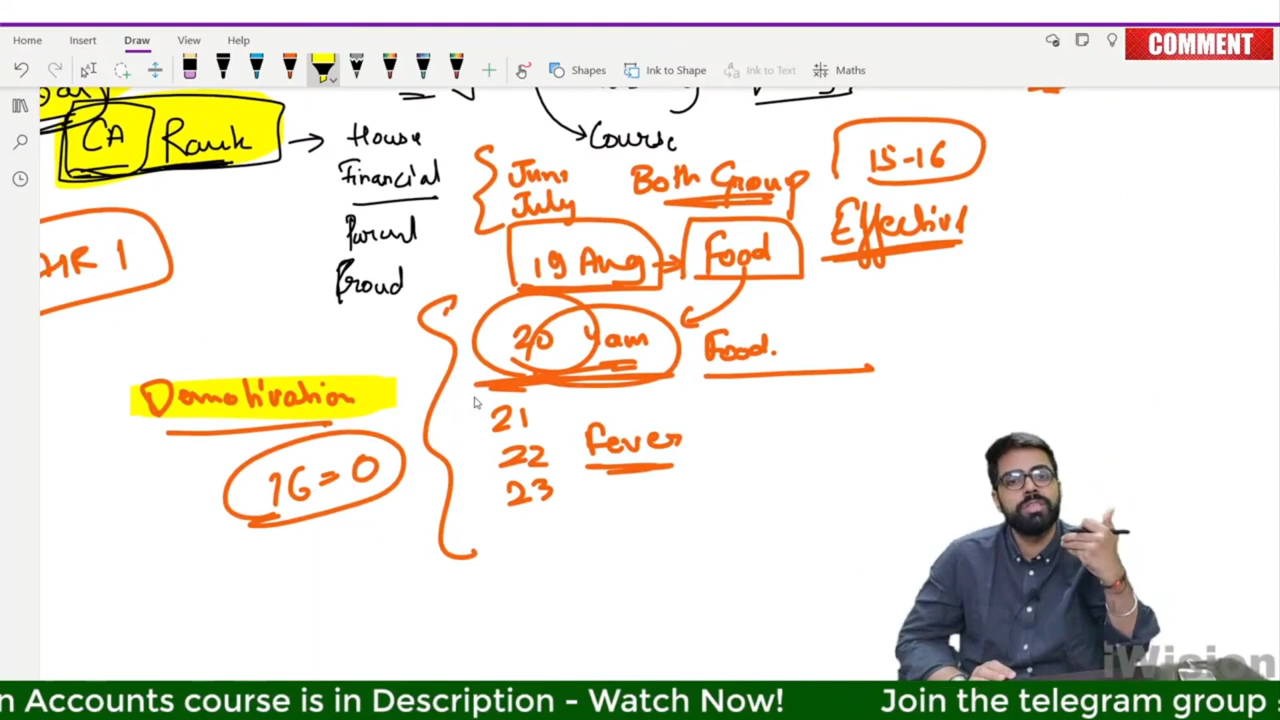 Home Insert Draw View Help
COMMENT
Shapes Ink to Shape Ink to Text Maths
CA Rank
House
Course
15-16
Financial
June
Both Group
July
Parent
Effective
HR 1
19 Aug
Food
Proud
20 4am
Food.
Demotivation
21
22 Fever
16=0
23
iWision
n Accounts course is in Description - Watch Now! Join the telegram group